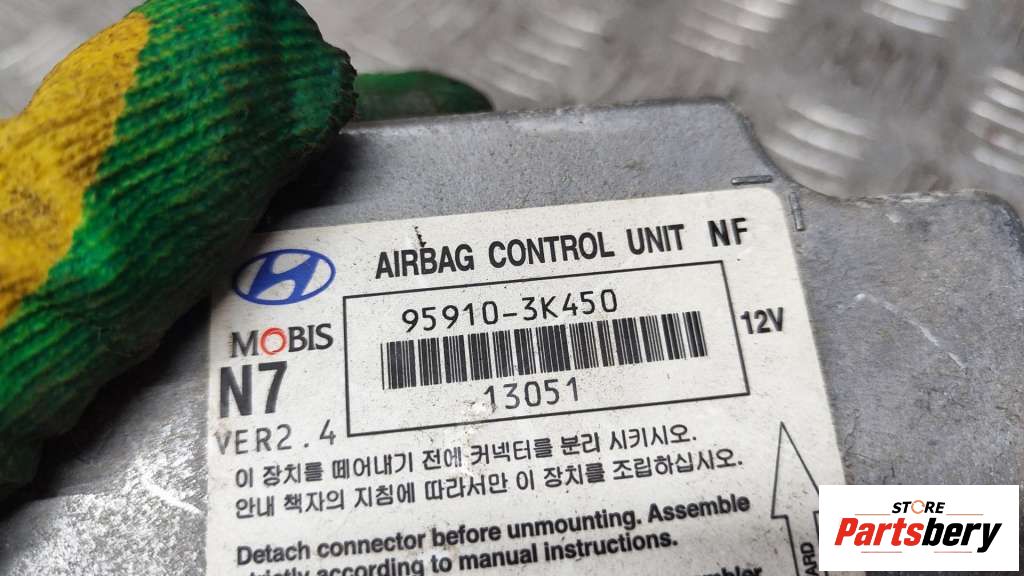 AIRBAG CONTROL UNIT NF
95910-3K450
MOBIS
12V
N7
13051
VER2.4
이 장치를 떼어내기 전에 커넥터를 분리 시키시오.
안내 책자의 지침에 따라서만 이 장치를 조립하십시오.
Detach connector before unmounting. Assemble
strictly according to manual instructions.
STORE
Partsbery